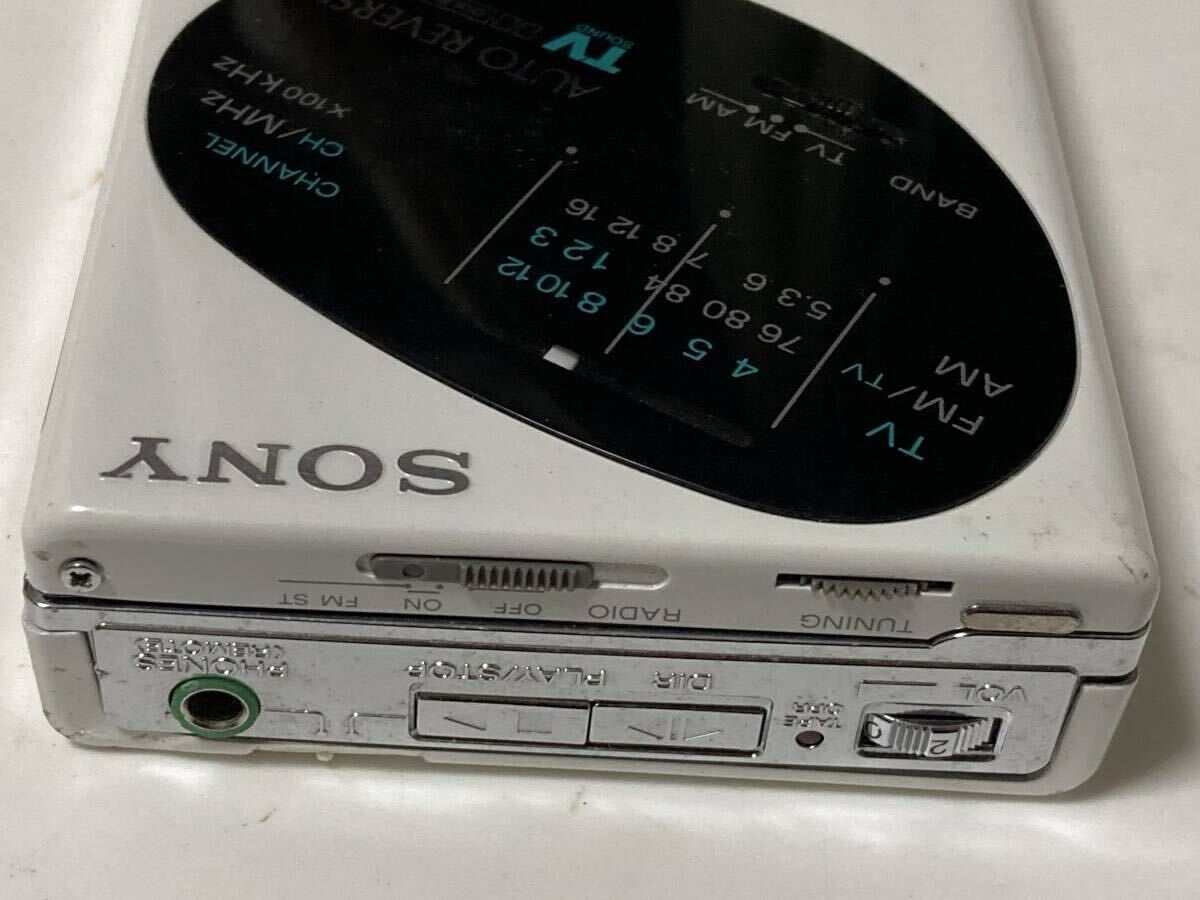 AUTO REVERSE
TV
SOUND
CHANNEL
CH/MHz
X100KHz
BAND
TV FM AM
TV
FM/TV
AM
4 5 6 8 10 12
76 80 84 1 2 3
5.3 6 7 8 12 16
SONY
TUNING
RADIO
OFF
ON
FM ST
VOL
0 2
TAPE
OPR
DIR
PLAY/STOP
PHONES
(REMOTE)